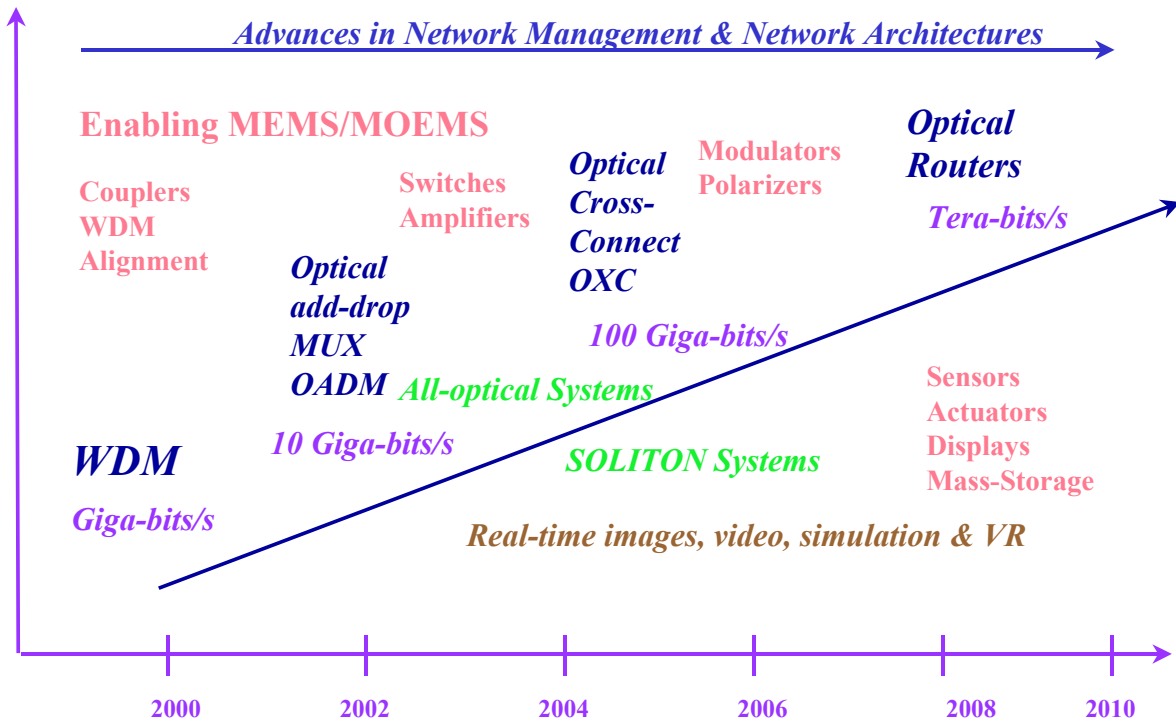 Advances in Network Management & Network Architectures
Enabling MEMS/MOEMS
Couplers
WDM
Alignment
Switches
Amplifiers
Optical
Cross-
Connect
OXC
Modulators
Polarizers
Optical
Routers
Tera-bits/s
Optical
add-drop
MUX
OADM
100 Giga-bits/s
All-optical Systems
10 Giga-bits/s
WDM
Giga-bits/s
SOLITON Systems
Sensors
Actuators
Displays
Mass-Storage
Real-time images, video, simulation & VR
2000 2002 2004 2006 2008 2010